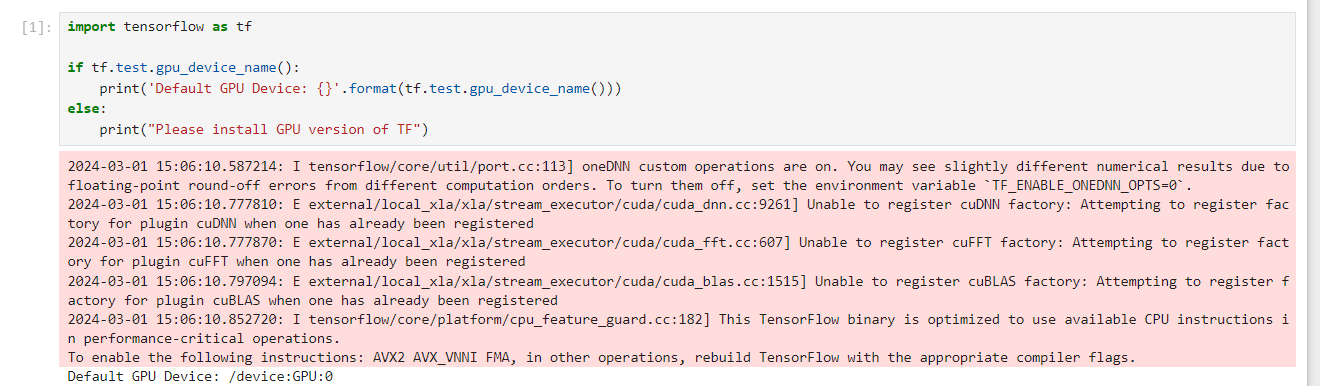 [1]:
import tensorflow as tf
if tf.test.gpu_device_name():
    print('Default GPU Device: {}'.format(tf.test.gpu_device_name()))
else:
    print("Please install GPU version of TF")
2024-03-01 15:06:10.587214: I tensorflow/core/util/port.cc:113] oneDNN custom operations are on. You may see slightly different numerical results due to
floating-point round-off errors from different computation orders. To turn them off, set the environment variable `TF_ENABLE_ONEDNN_OPTS=0`.
2024-03-01 15:06:10.777810: E external/local_xla/xla/stream_executor/cuda/cuda_dnn.cc:9261] Unable to register cuDNN factory: Attempting to register fac
tory for plugin cuDNN when one has already been registered
2024-03-01 15:06:10.777870: E external/local_xla/xla/stream_executor/cuda/cuda_fft.cc:607] Unable to register cuFFT factory: Attempting to register fact
ory for plugin cuFFT when one has already been registered
2024-03-01 15:06:10.797094: E external/local_xla/xla/stream_executor/cuda/cuda_blas.cc:1515] Unable to register cuBLAS factory: Attempting to register f
actory for plugin cuBLAS when one has already been registered
2024-03-01 15:06:10.852720: I tensorflow/core/platform/cpu_feature_guard.cc:182] This TensorFlow binary is optimized to use available CPU instructions i
n performance-critical operations.
To enable the following instructions: AVX2 AVX_VNNI FMA, in other operations, rebuild TensorFlow with the appropriate compiler flags.
Default GPU Device: /device:GPU:0